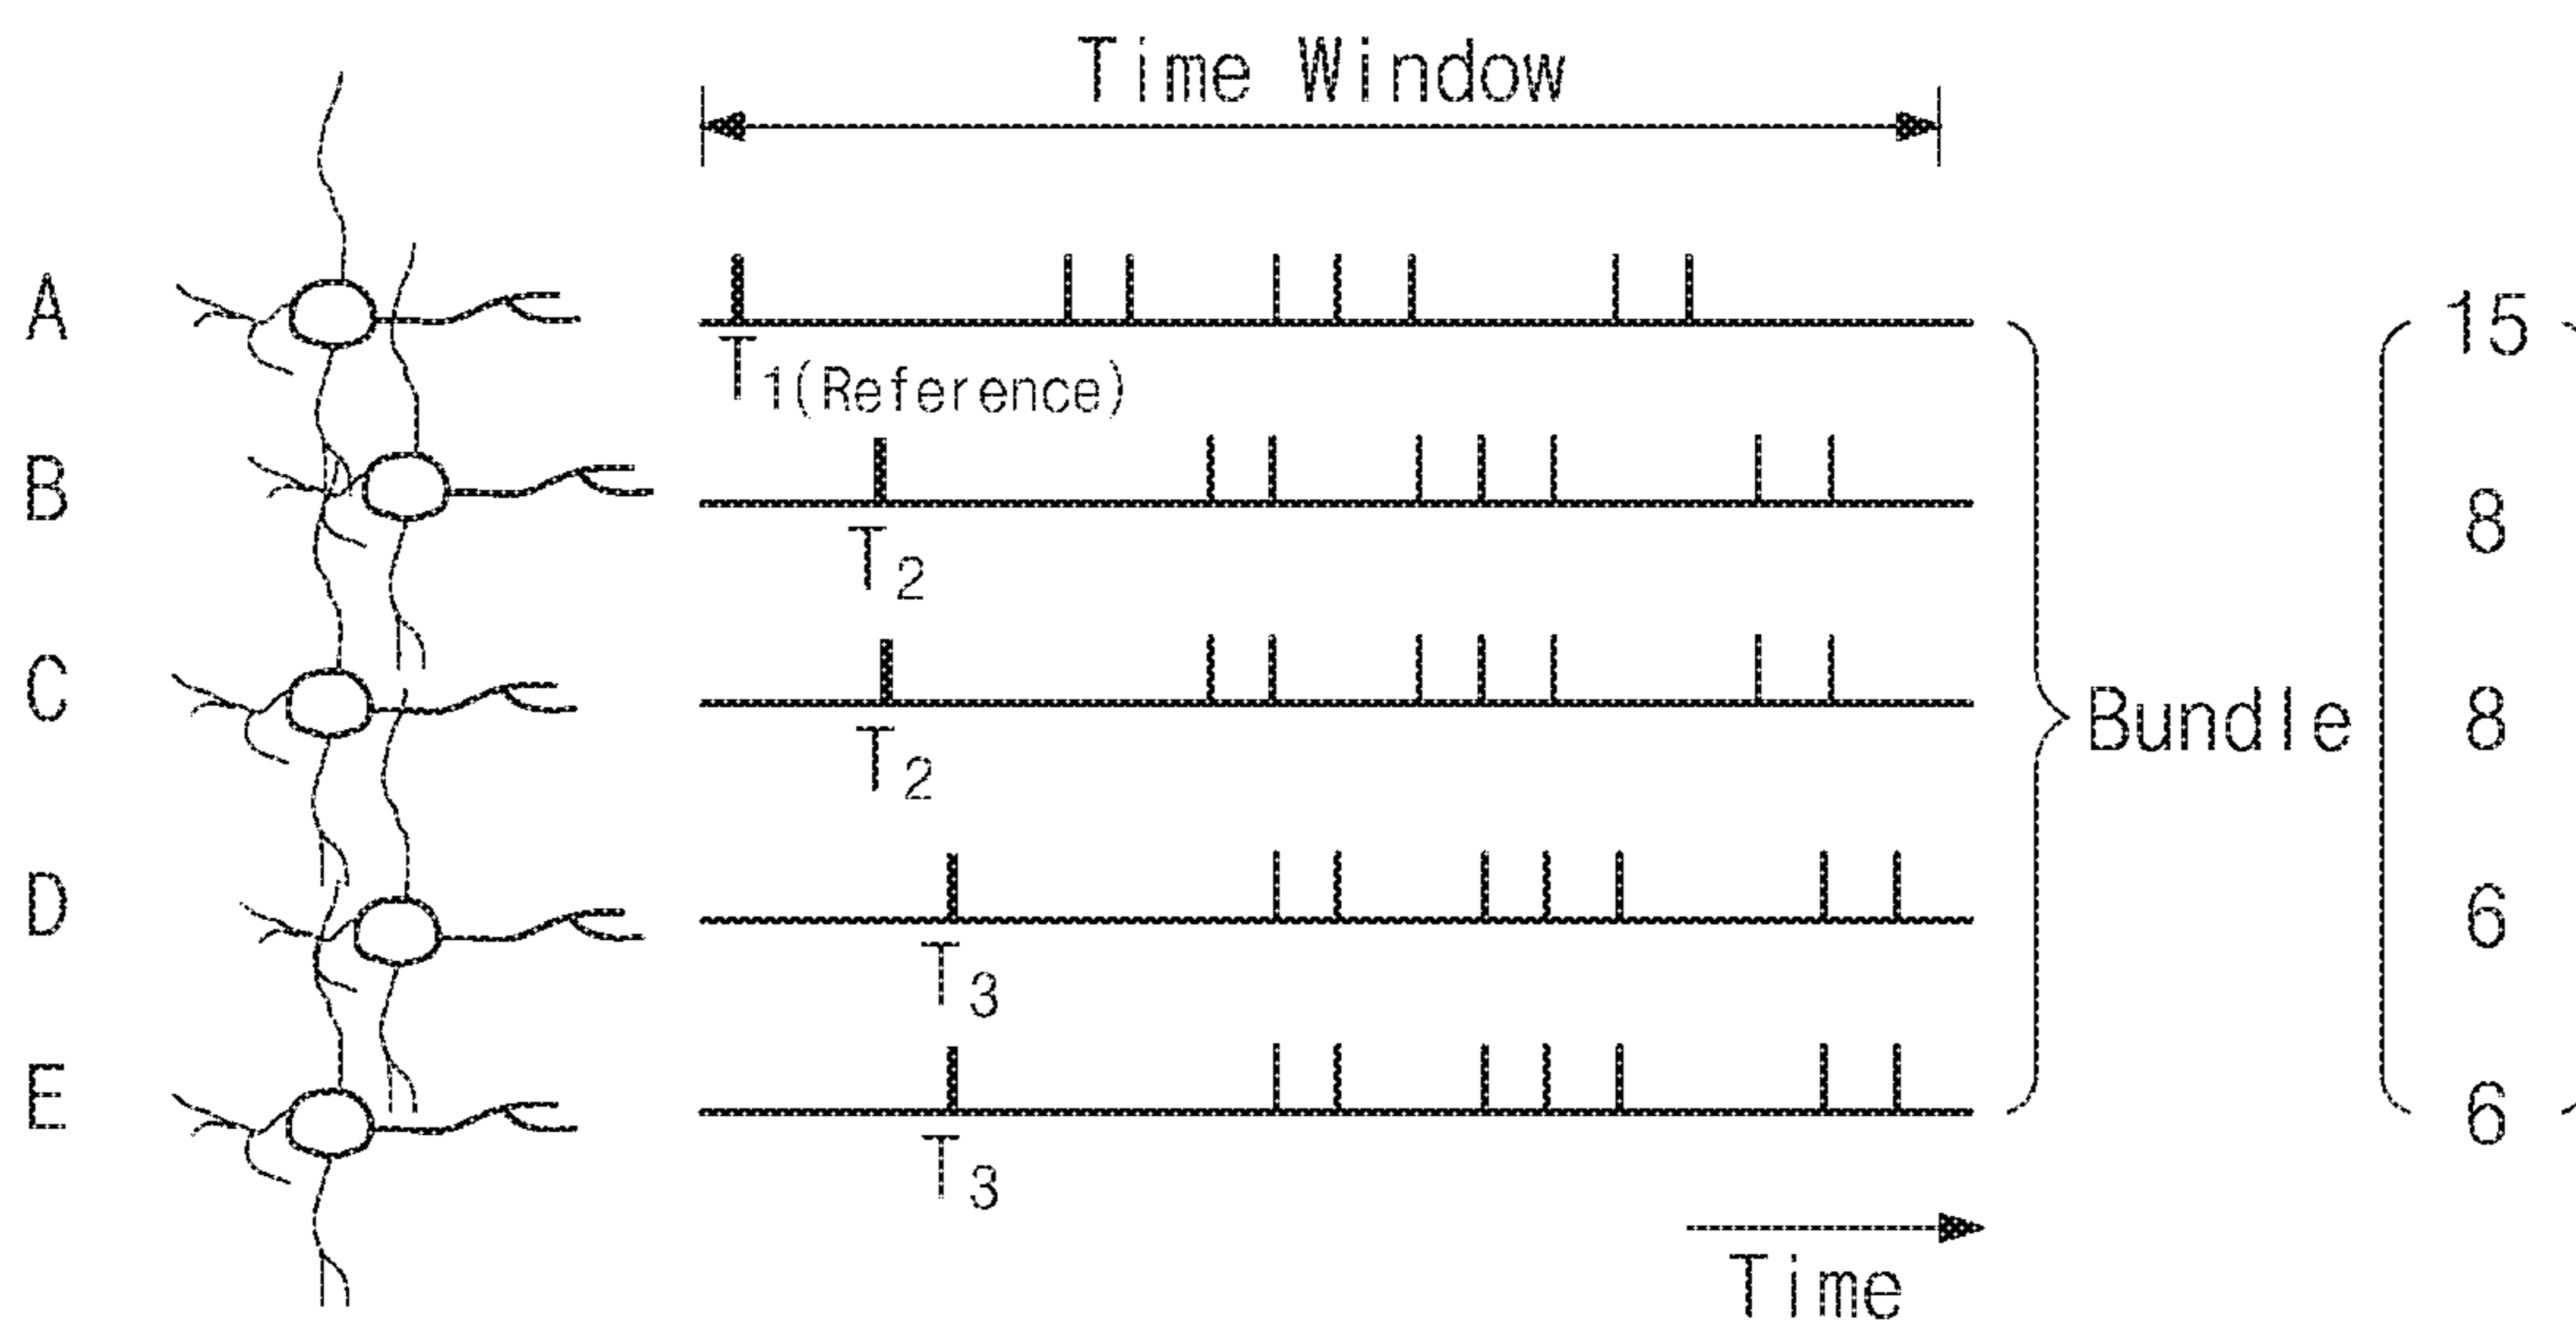 Time Window
A
15
T1(Reference)
B
8
T2
C
Bundle
8
T2
D
6
T3
E
6
T3
Time